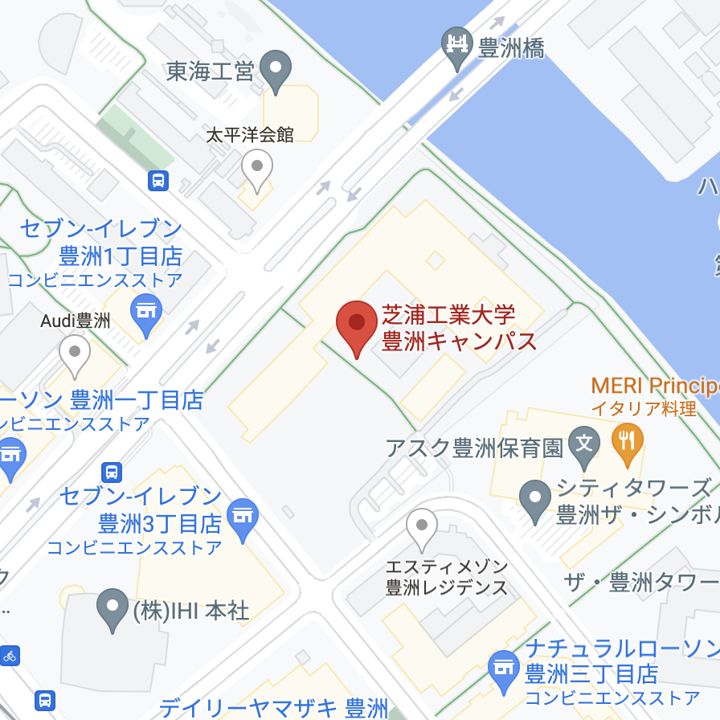 豊洲橋
東海工営
太平洋会館
ハ
セブン-イレブン
豊洲1丁目店
コンビニエンスストア
Audi豊洲
芝浦工業大学
豊洲キャンパス
MERI Principe
イタリア料理
ーソン 豊洲一丁目店
ンビニエンスストア
アスク豊洲保育園
文
シティタワーズ
豊洲ザ・シンボル
セブン-イレブン
豊洲3丁目店
コンビニエンスストア
エスティメゾン
豊洲レジデンス
ザ・豊洲タワー
ク
...
(株)IHI 本社
ナチュラルローソン
豊洲三丁目店
コンビニエンスストア
デイリーヤマザキ 豊洲